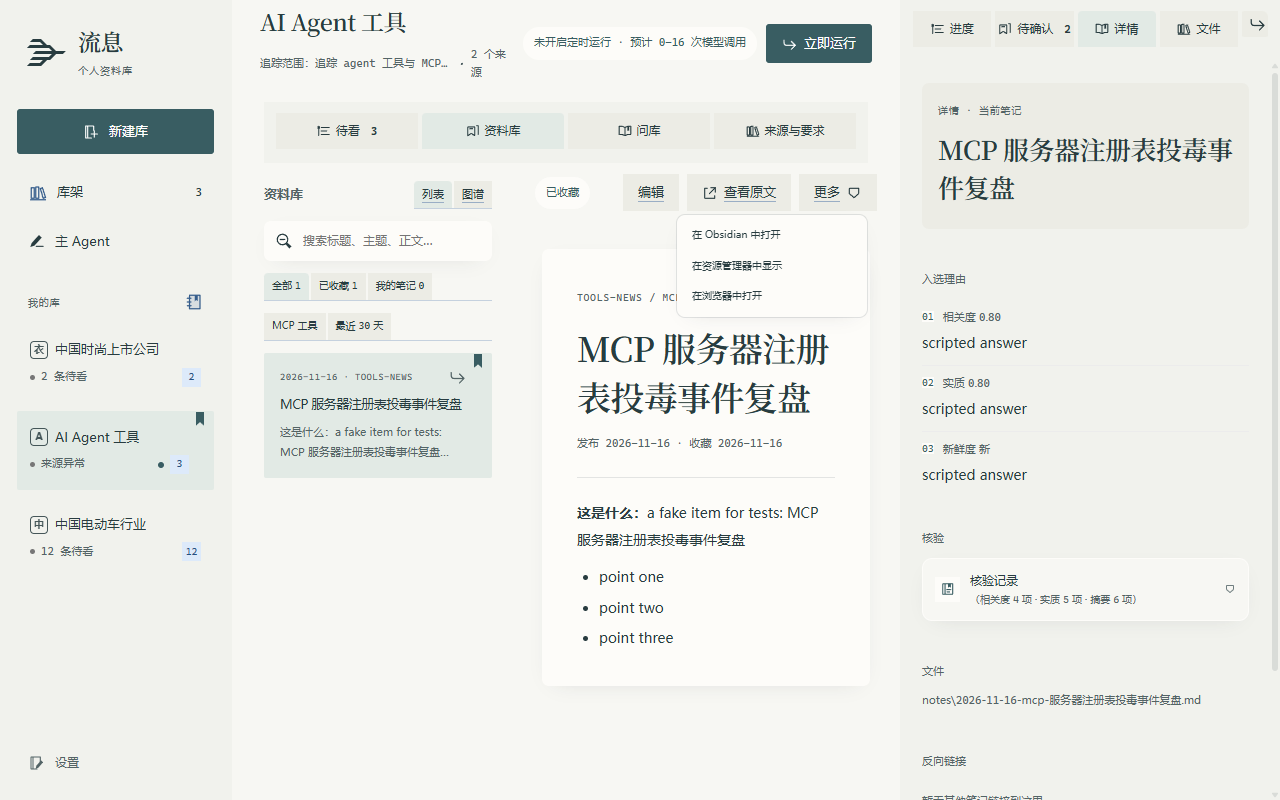 流息
个人资料库
新建库
库架 3
主 Agent
我的库
衣 中国时尚上市公司
2 条待看 2
A AI Agent 工具
来源异常 3
中 中国电动车行业
12 条待看 12
设置
AI Agent 工具
追踪范围：追踪 agent 工具与 MCP… · 2 个来源
未开启定时运行 · 预计 0–16 次模型调用
立即运行
待看 3
资料库
问库
来源与要求
资料库
列表
图谱
搜索标题、主题、正文…
全部 1
已收藏 1
我的笔记 0
MCP 工具
最近 30 天
2026-11-16 · TOOLS-NEWS
MCP 服务器注册表投毒事件复盘
这是什么：a fake item for tests:
MCP 服务器注册表投毒事件复盘…
已收藏
编辑
查看原文
更多
在 Obsidian 中打开
在资源管理器中显示
在浏览器中打开
TOOLS-NEWS / MC
MCP 服务器注册
表投毒事件复盘
发布 2026-11-16 · 收藏 2026-11-16
这是什么：a fake item for tests: MCP
服务器注册表投毒事件复盘
point one
point two
point three
进度
待确认 2
详情
文件
详情 · 当前笔记
MCP 服务器注册表投毒事
件复盘
入选理由
01 相关度 0.80
scripted answer
02 实质 0.80
scripted answer
03 新鲜度 新
scripted answer
核验
核验记录
（相关度 4 项 · 实质 5 项 · 摘要 6 项）
文件
notes\2026-11-16-mcp-服务器注册表投毒事件复盘.md
反向链接
暂无其他笔记链接到这里